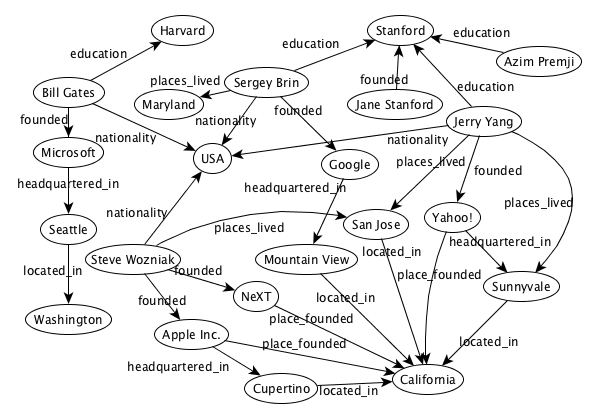 Harvard
Stanford
education
education
education
Azim Premji
places_lived
Sergey Brin
founded
education
Bill Gates
Maryland
Jane Stanford
founded
nationality
founded
Jerry Yang
nationality
nationality
Microsoft
USA
Google
places_lived
founded
headquartered_in
headquartered_in
places_lived
nationality
San Jose
Yahoo!
Seattle
places_lived
headquartered_in
Steve Wozniak
Mountain View
located_in
located_in
founded
place_founded
Sunnyvale
NeXT
founded
located_in
Washington
place_founded
Apple Inc.
place_founded
located_in
headquartered_in
California
Cupertino
located_in